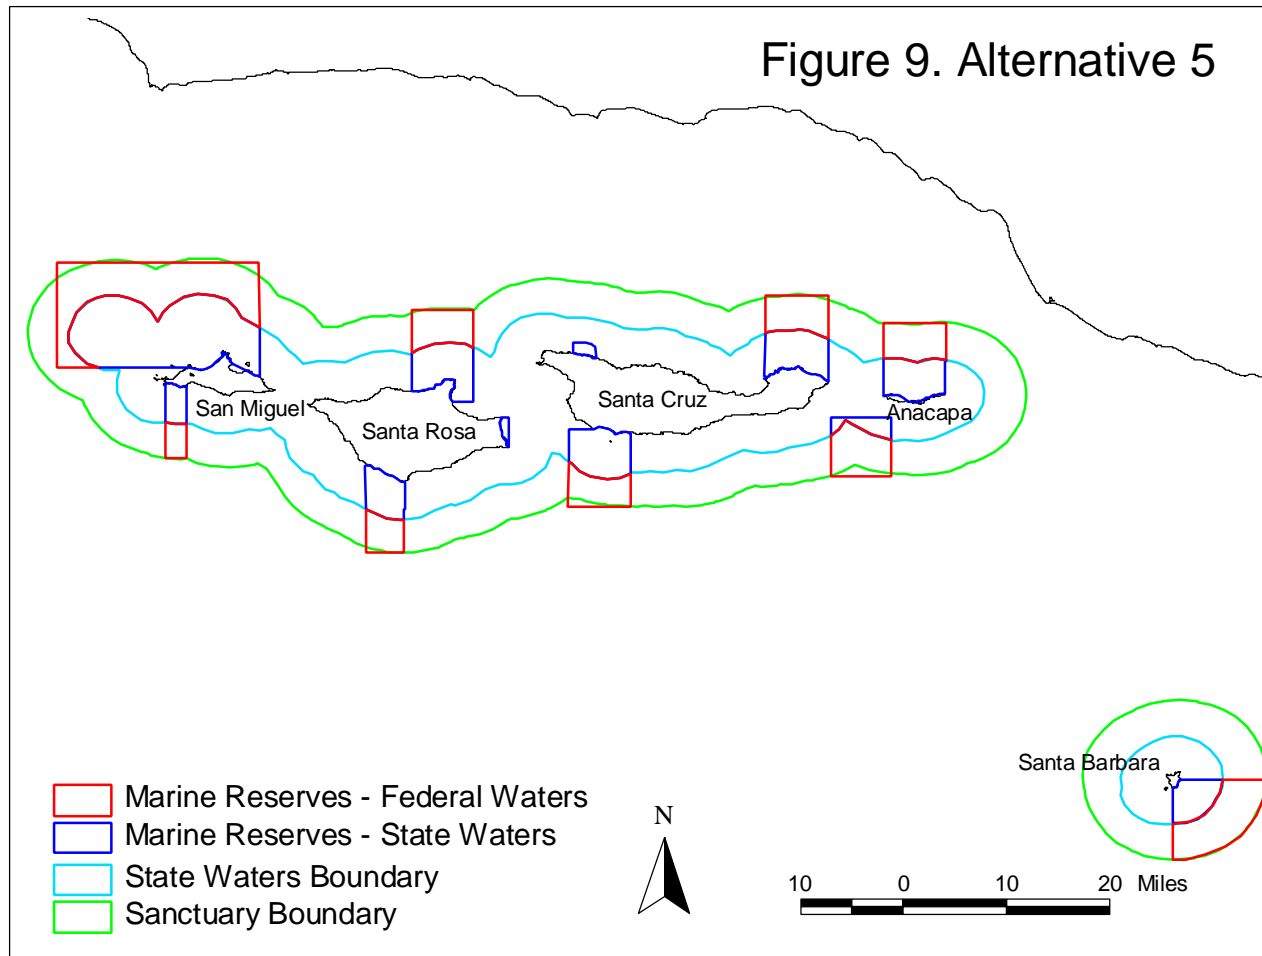 Figure 9. Alternative 5
San Miguel
Santa Rosa
Santa Cruz
Anacapa
Santa Barbara
Marine Reserves - Federal Waters
Marine Reserves - State Waters
State Waters Boundary
Sanctuary Boundary
N
10 0 10 20 Miles